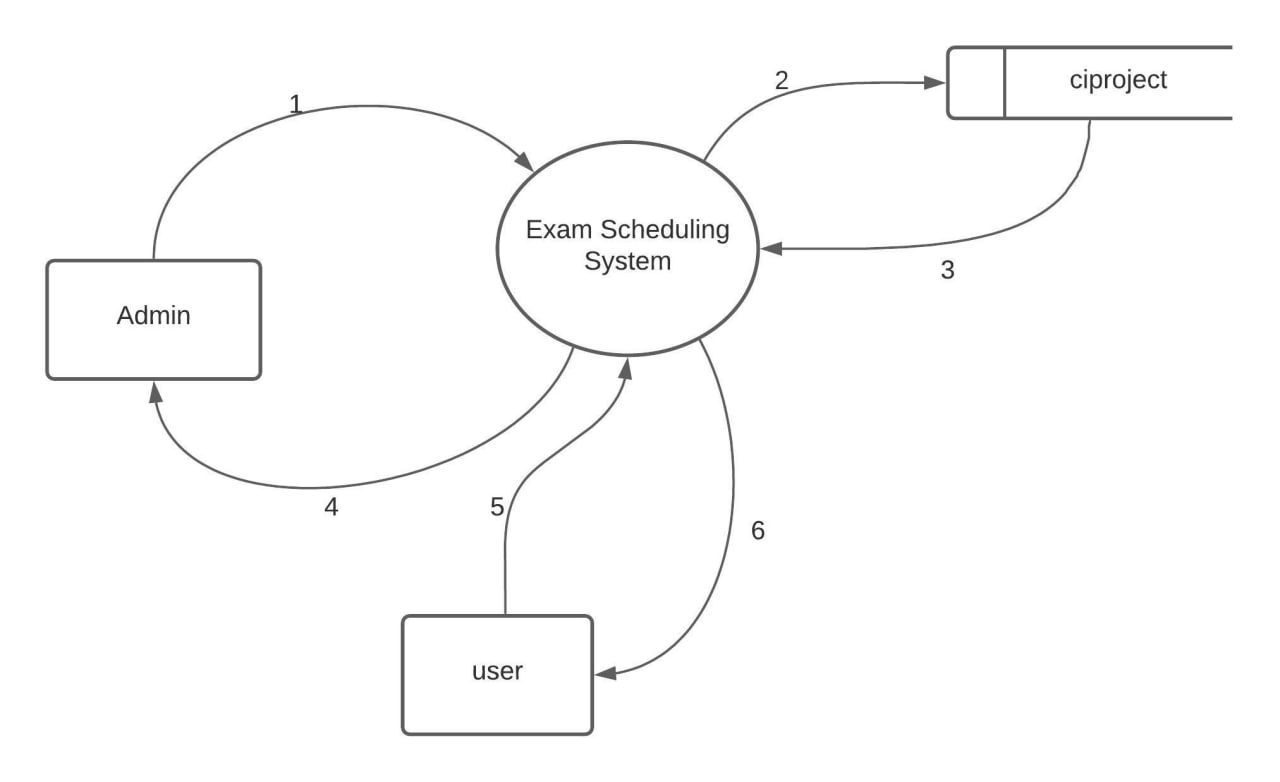 1
2
ciproject
Exam Scheduling
System
3
Admin
4
5
6
user